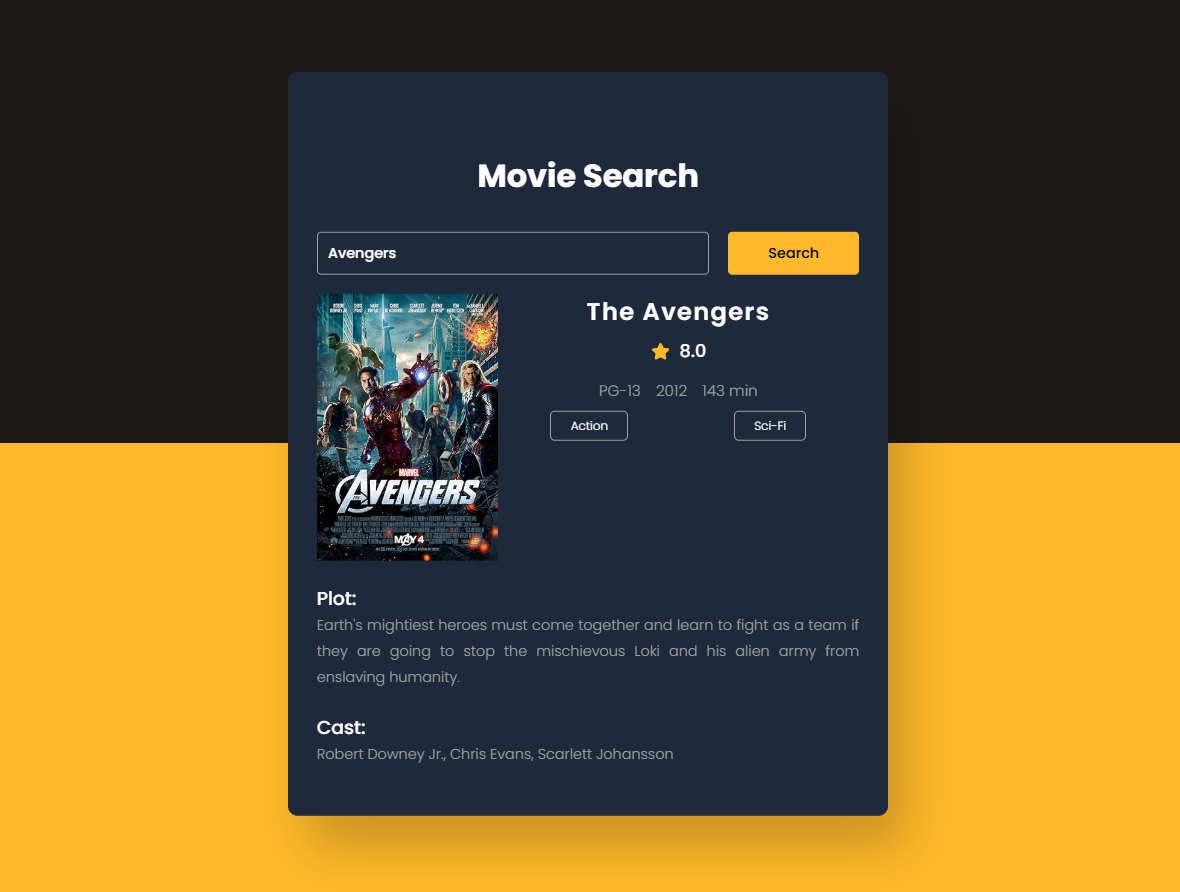 Movie Search
Avengers
Search
The Avengers
8.0
PG-13 2012 143 min
Action Sci-Fi
MARVEL
AVENGERS
MAY 4
Plot:
Earth's mightiest heroes must come together and learn to fight as a team if
they are going to stop the mischievous Loki and his alien army from
enslaving humanity.
Cast:
Robert Downey Jr., Chris Evans, Scarlett Johansson